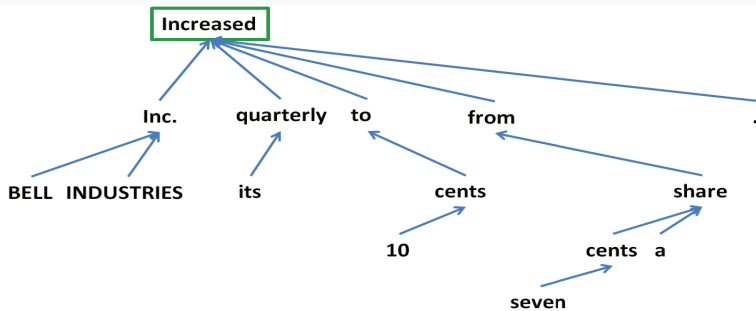 Increased
Inc. quarterly to from .
BELL INDUSTRIES its cents share
10 cents a
seven